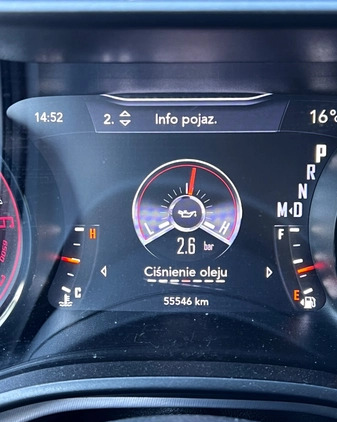 14:52
2. Info pojaz.
16°
P
R
N
M◁D
L H
2.6 bar
H
C
F
E
Ciśnienie oleju
55546 km